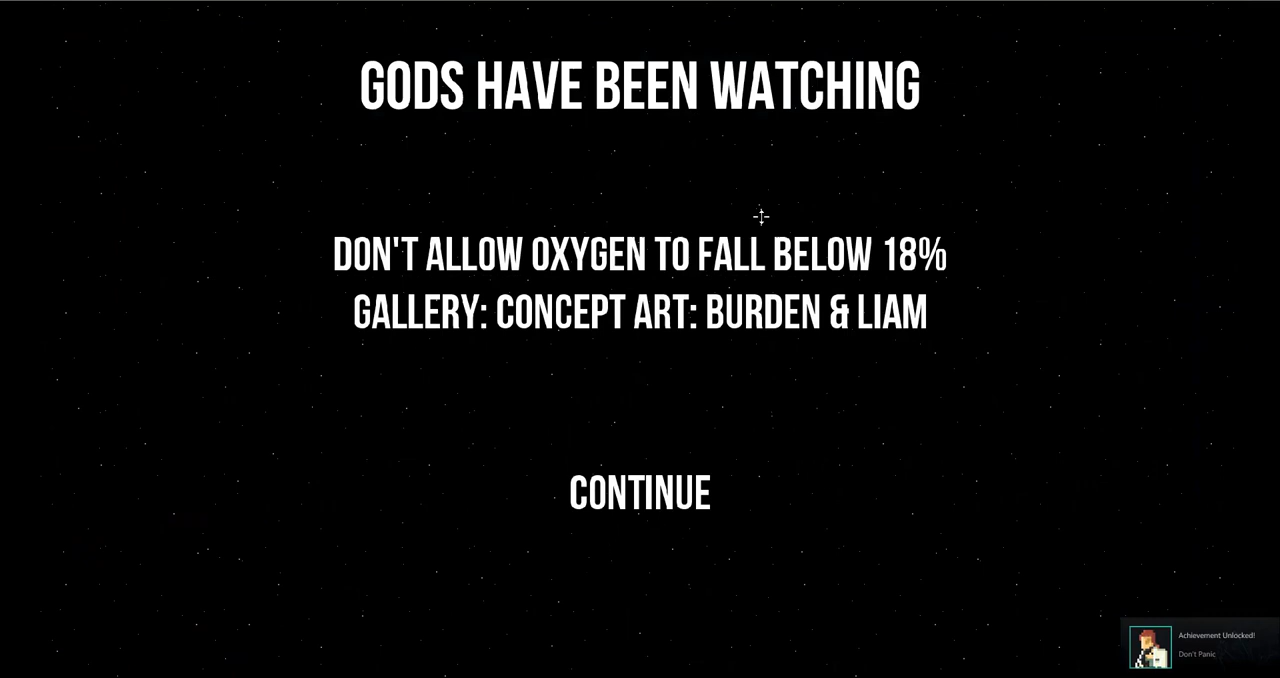 GODS HAVE BEEN WATCHING
DON'T ALLOW OXYGEN TO FALL BELOW 18%
GALLERY: CONCEPT ART: BURDEN & LIAM
CONTINUE
Achievement Unlocked!
Don't Panic